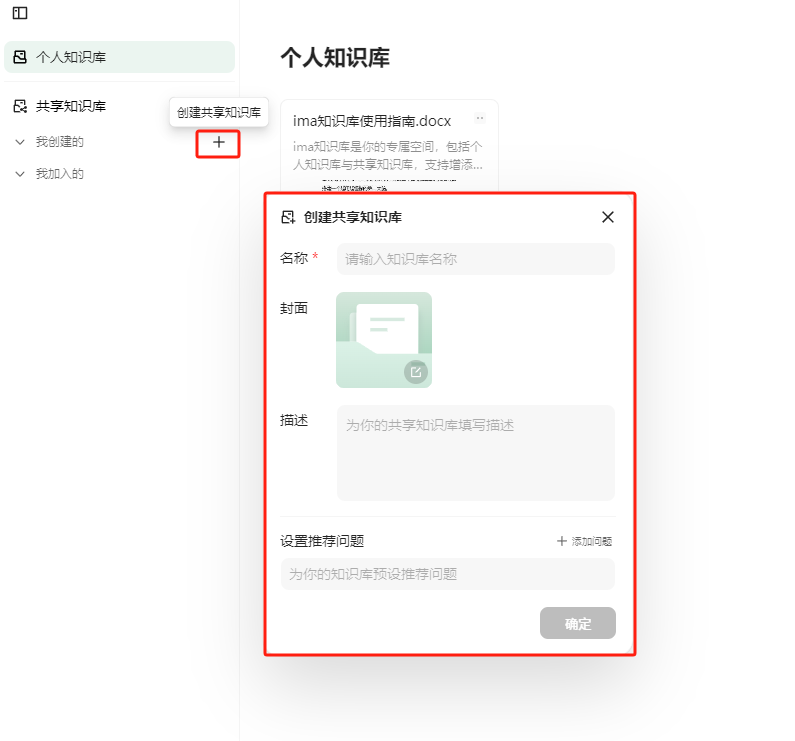 个人知识库
共享知识库
创建共享知识库
我创建的
我加入的
个人知识库
ima知识库使用指南.docx
ima知识库是你的专属空间，包括个
人知识库与共享知识库，支持增添...
创建共享知识库
名称 *
请输入知识库名称
封面
描述
为你的共享知识库填写描述
设置推荐问题
添加问题
为你的知识库预设推荐问题
确定